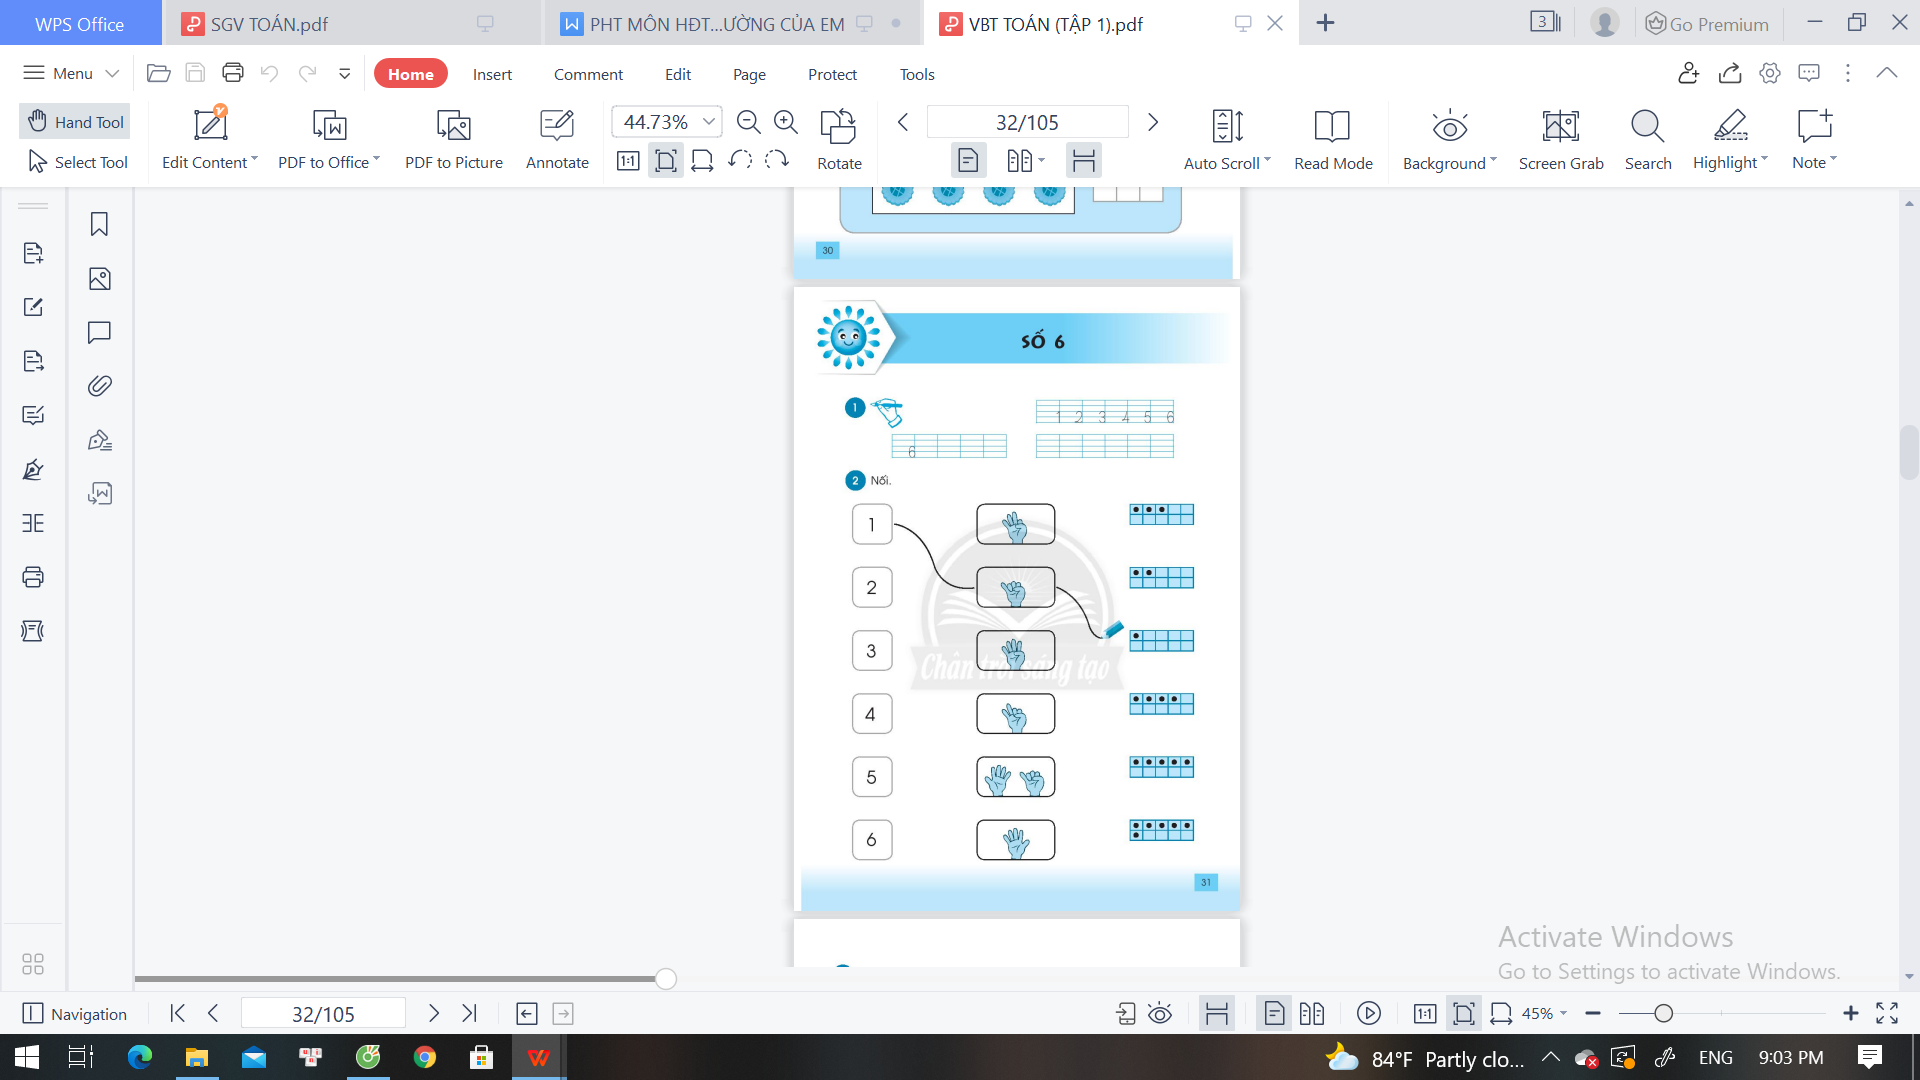 WPS Office
SGV TOÁN.pdf
PHT MÔN HĐT...ƯỜNG CỦA EM
VBT TOÁN (TẬP 1).pdf
3
Go Premium
Menu
Home
Insert
Comment
Edit
Page
Protect
Tools
Hand Tool
Select Tool
Edit Content
PDF to Office
PDF to Picture
Annotate
44.73%
1:1
Rotate
32/105
Auto Scroll
Read Mode
Background
Screen Grab
Search
Highlight
Note
30
SỐ 6
1
1 2 3 4 5 6
6
2 Nối.
1
2
3
Chân trời sáng tạo
4
5
6
31
Activate Windows
Go to Settings to activate Windows.
Navigation
32/105
1:1
45%
84°F Partly clo...
ENG
9:03 PM